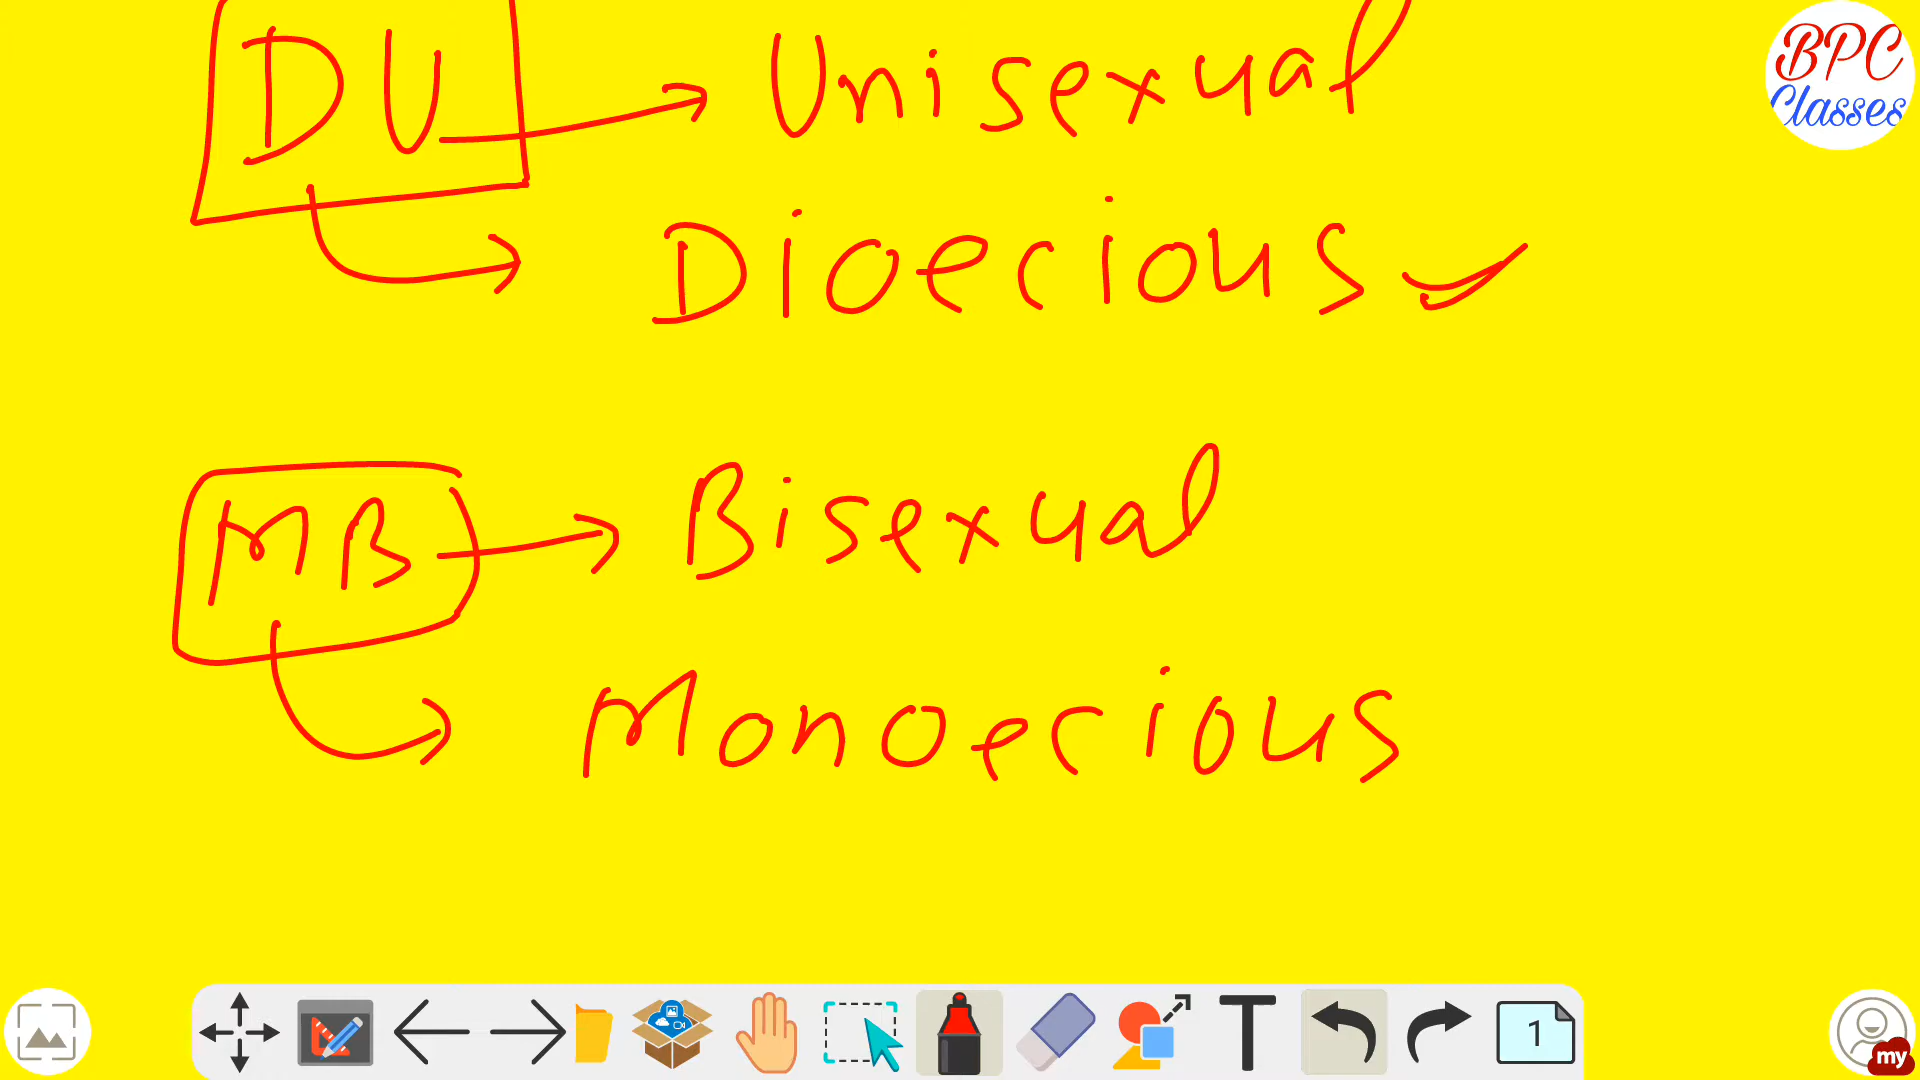 DU → Unisexual
Dioecious
MB → Bisexual
Monoecious
BPC
Classes
T
1
my